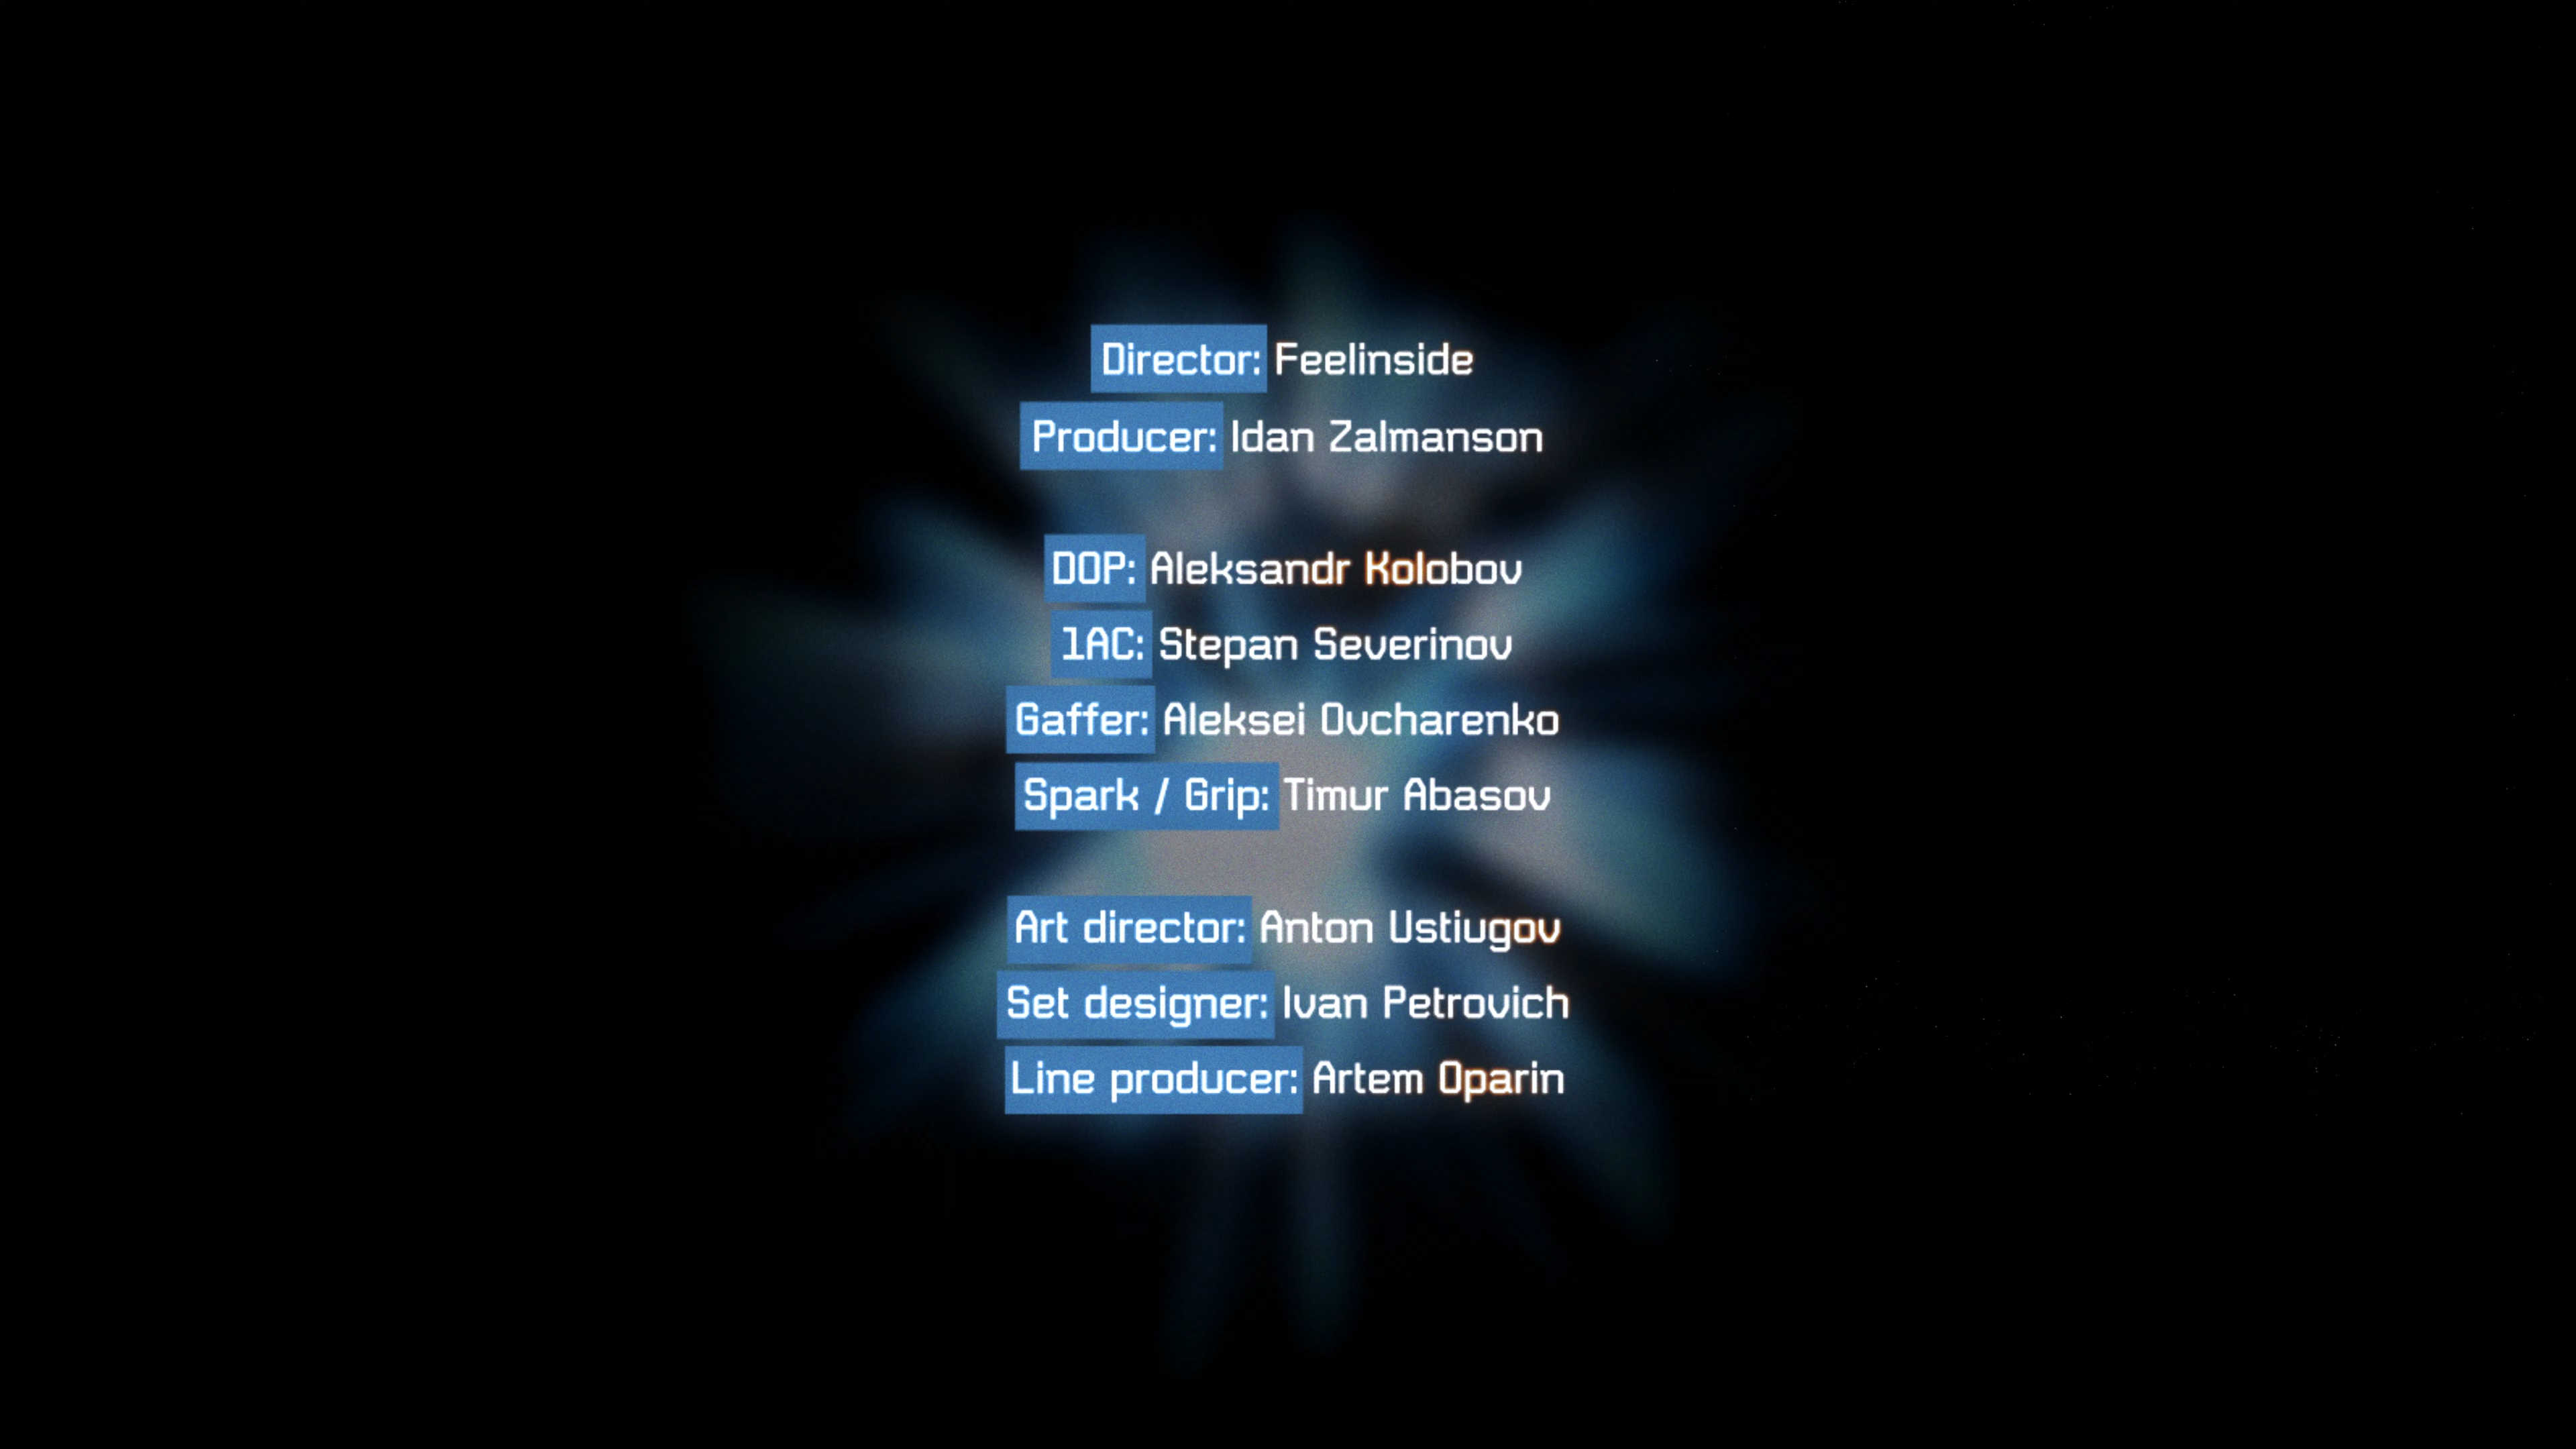 Director: Feelinside
Producer: Idan Zalmanson
DOP: Aleksandr Kolobov
1AC: Stepan Severinov
Gaffer: Aleksei Ovcharenko
Spark / Grip: Timur Abasov
Art director: Anton Ustiugov
Set designer: Ivan Petrovich
Line producer: Artem Oparin